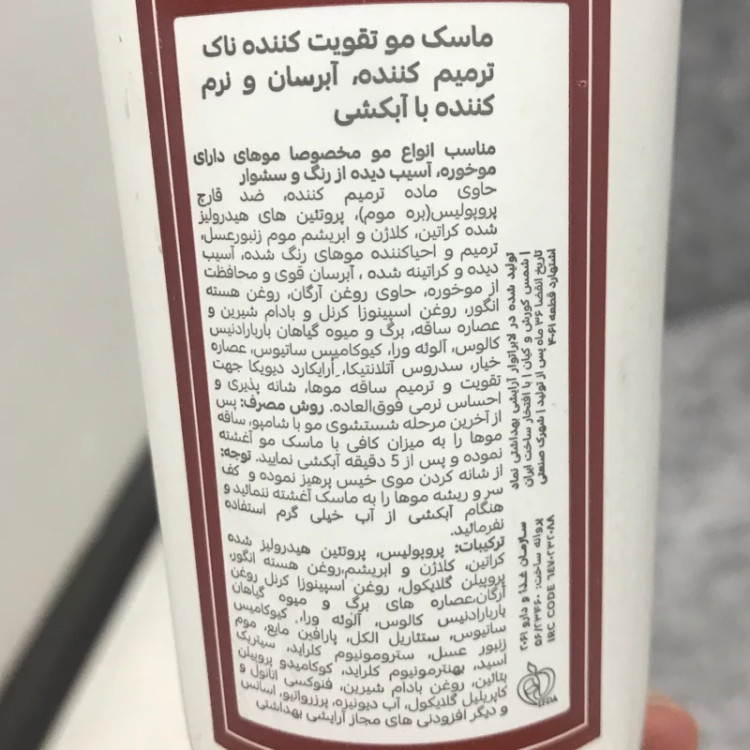 ماسک مو تقویت کننده ناک
ترمیم کننده، آبرسان و نرم
کننده با آبکشی
مناسب انواع مو مخصوصا موهای دارای
موخوره، آسیب دیده از رنگ و سشوار
حاوی ماده ترمیم کننده، ضد قارچ
پروپولیس(بره موم)، پروتئین های هیدرولیز
شده کراتین، کلاژن و ابریشم موم زنبورعسل،
ترمیم و احیاکننده موهای رنگ شده، آسیب
دیده و کراتینه شده ، آبرسان قوی و محافظت
از موخوره، حاوی روغن آرگان، روغن هسته
انگور، روغن اسپینوزا کرنل و بادام شیرین و
عصاره ساقه، برگ و میوه گیاهان باربارادنیس
کالوس، آلوئه ورا، کیوکامیس ساتیوس، عصاره
خیار، سدروس آتلانتیکا، آرایکارد دیویکا جهت
تقویت و ترمیم ساقه موها، شانه پذیری و
احساس نرمی فوق‌العاده. روش مصرف: پس
از آخرین مرحله شستشوی مو با شامپو، ساقه
موها را به میزان کافی با ماسک مو آغشته
نموده و پس از 5 دقیقه آبکشی نمایید. توجه:
از شانه کردن موی خیس پرهیز نموده و کف
سر و ریشه موها را به ماسک آغشته ننمائید و
هنگام آبکشی از آب خیلی گرم استفاده
نفرمائید.
ترکیبات: پروپولیس، پروتئین هیدرولیز شده
کراتین، کلاژن و ابریشم،روغن هسته انگور،
پروپیلن گلایکول، روغن اسپینوزا کرنل روغن
آرگان،عصاره های برگ و میوه گیاهان
باربارادنیس کالوس، آلوئه ورا، کیوکامیس
ساتیوس، ستئاریل الکل، پارافین مایع، موم
زنبور عسل، سترومونیوم کلراید، سیتریک
اسید، بهنترمونیوم کلراید، کوکامیدو پروپیلن
بتائین، روغن بادام شیرین، فنوکسی اتانول و
کاپریلیل گلایکول، آب دیونیزه، پرزرواتیو، اسانس
و دیگر افزودنی های مجاز آرایشی بهداشتی
تولید شده در لابراتوار آرایشی بهداشتی نماد
شمس کورش و کیان | با افتخار ساخت ایران
تاریخ انقضا ۳۶ ماه پس از تولید | شهرک صنعتی
اشتهارد قطعه ۴۰۶۱
سازمان غذا و دارو
پروانه ساخت: ۵۶/۲۳۴۶۰
IRC CODE